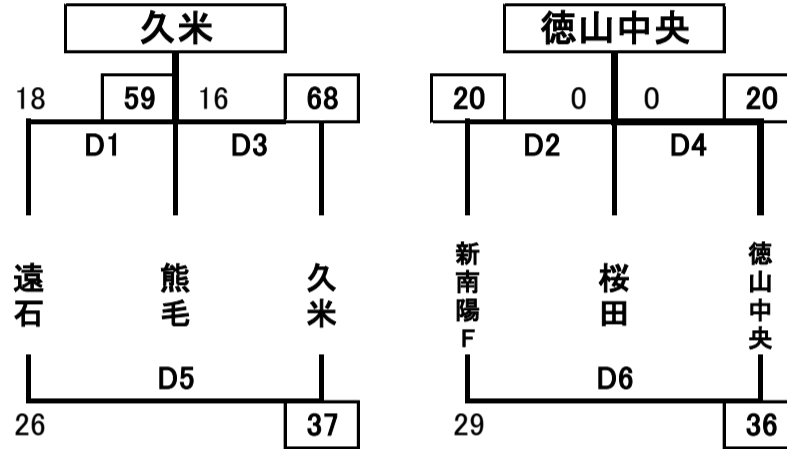 久米 徳山中央
18 59 16 68 20 0 0 20
D1 D3 D2 D4
遠石 熊毛 久米 新南陽F 桜田 徳山中央
D5 D6
26 37 29 36